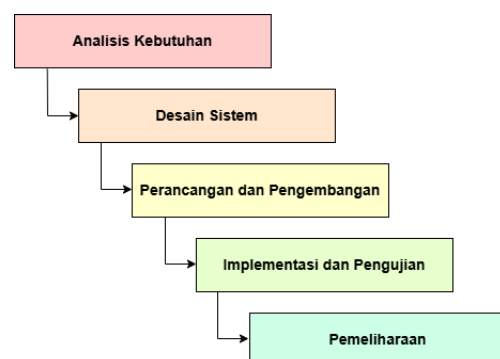 Analisis Kebutuhan
Desain Sistem
Perancangan dan Pengembangan
Implementasi dan Pengujian
Pemeliharaan